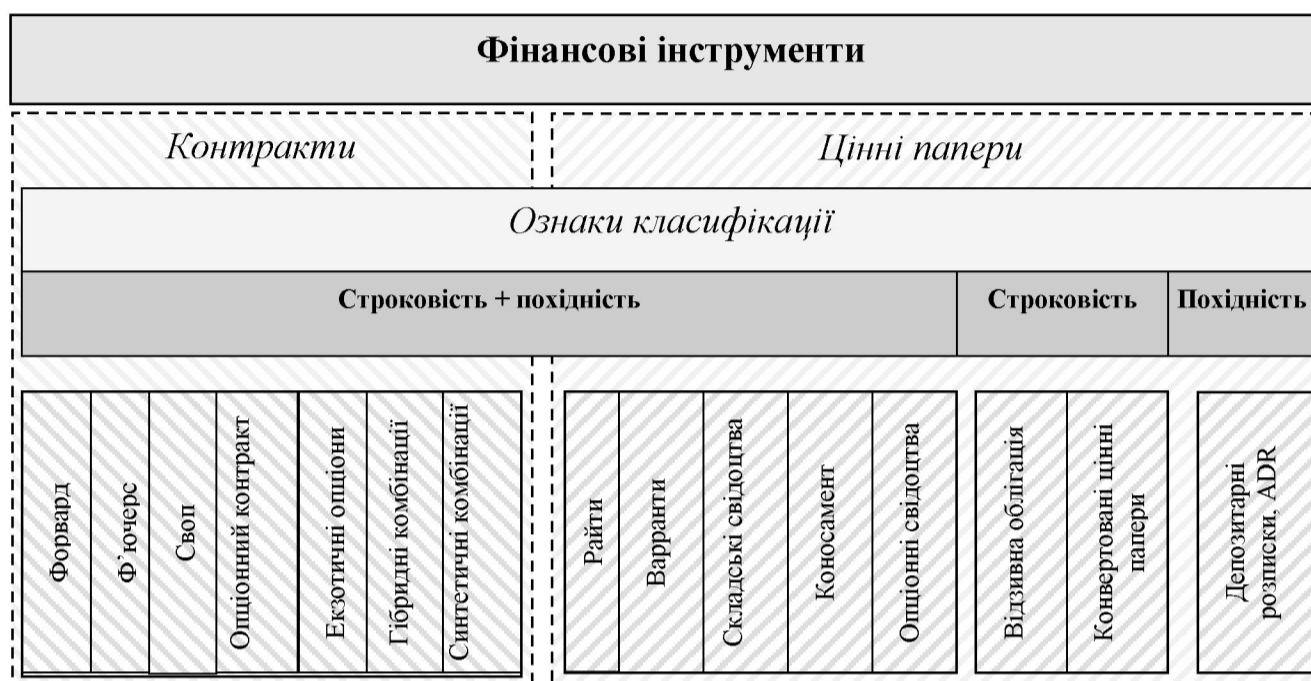 Фінансові інструменти
Контракти
Цінні папери
Ознаки класифікації
Строковість + похідність
Строковість
Похідність
Форвард
Ф’ючерс
Своп
Опціонний контракт
Екзотичні опціони
Гібридні комбінації
Синтетичні комбінації
Райти
Варранти
Складські свідоцтва
Коносамент
Опціонні свідоцтва
Відзивна облігація
Конвертовані цінні
папери
Депозитарні
розписки, ADR